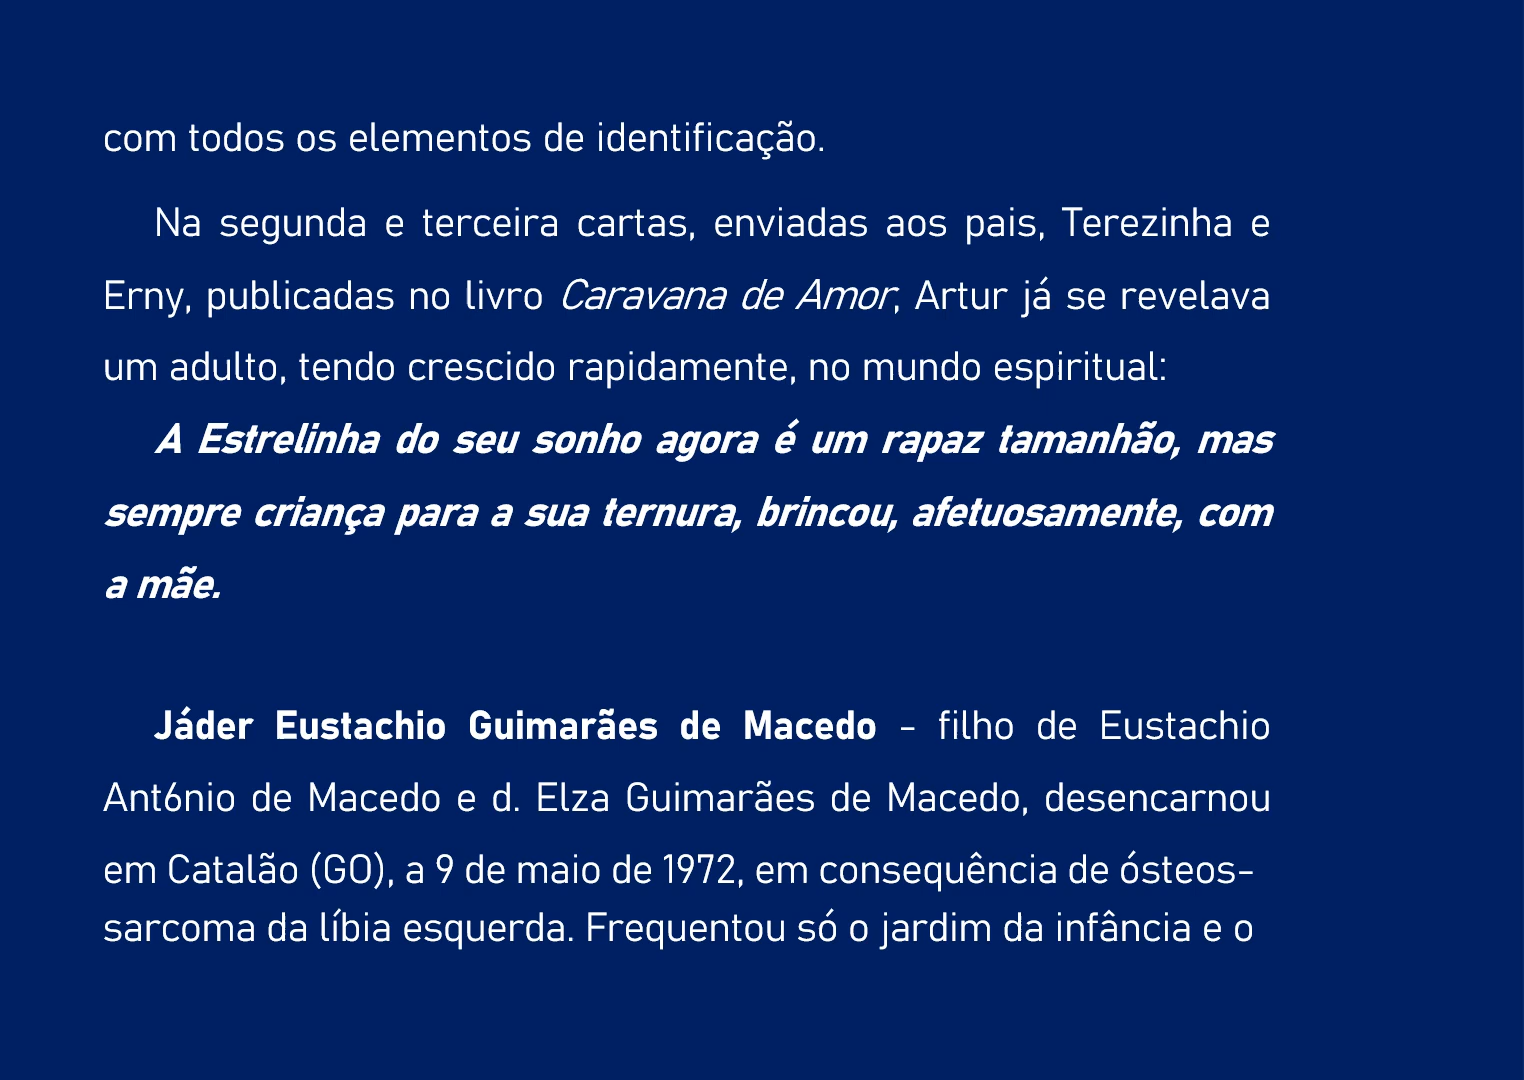 com todos os elementos de identificação.
Na segunda e terceira cartas, enviadas aos pais, Terezinha e
Erny, publicadas no livro Caravana de Amor, Artur já se revelava
um adulto, tendo crescido rapidamente, no mundo espiritual:
A Estrelinha do seu sonho agora é um rapaz tamanhão, mas
sempre criança para a sua ternura, brincou, afetuosamente, com
a mãe.
Jáder Eustachio Guimarães de Macedo - filho de Eustachio
Ant6nio de Macedo e d. Elza Guimarães de Macedo, desencarnou
em Catalão (GO), a 9 de maio de 1972, em consequência de ósteos-
sarcoma da líbia esquerda. Frequentou só o jardim da infância e o